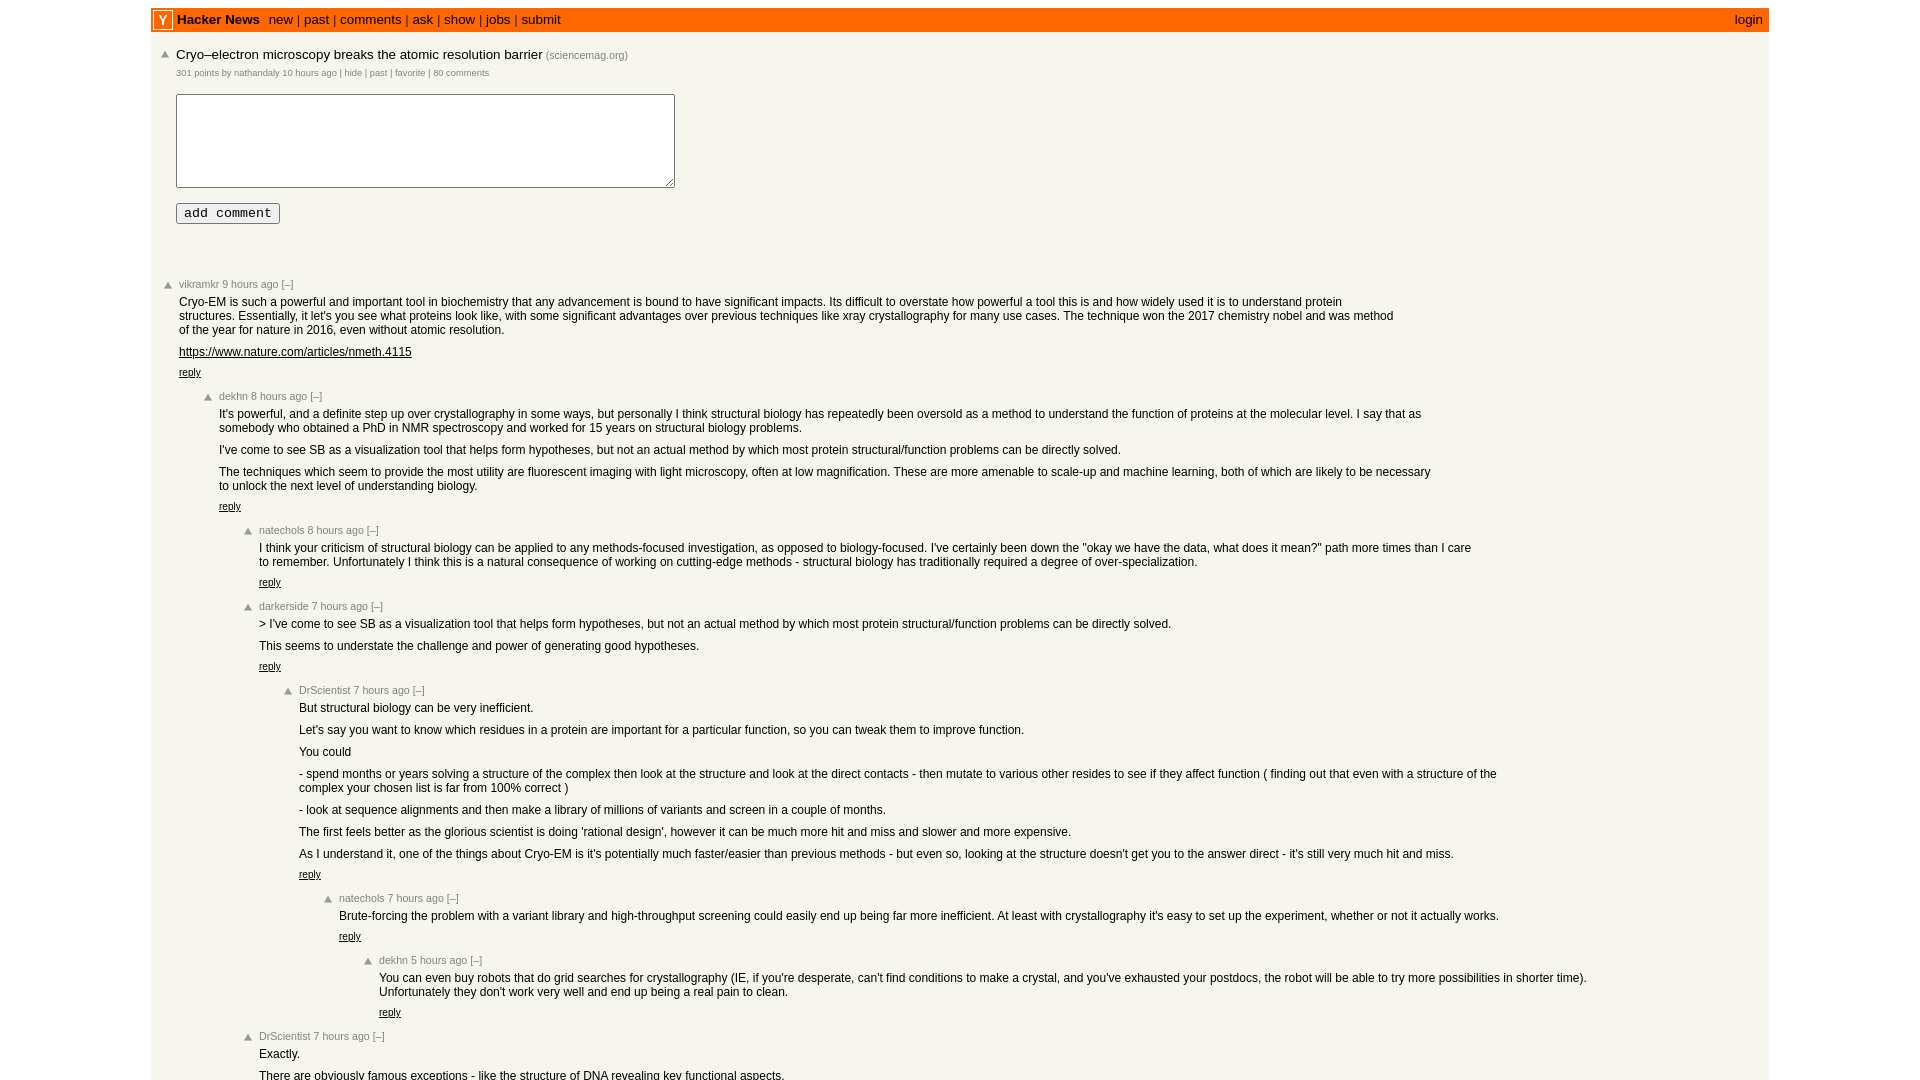 Y Hacker News new | past | comments | ask | show | jobs | submit login
Cryo–electron microscopy breaks the atomic resolution barrier (sciencemag.org)
301 points by nathandaly 10 hours ago | hide | past | favorite | 80 comments
add comment
vikramkr 9 hours ago [–]
Cryo-EM is such a powerful and important tool in biochemistry that any advancement is bound to have significant impacts. Its difficult to overstate how powerful a tool this is and how widely used it is to understand protein
structures. Essentially, it let's you see what proteins look like, with some significant advantages over previous techniques like xray crystallography for many use cases. The technique won the 2017 chemistry nobel and was method
of the year for nature in 2016, even without atomic resolution.
https://www.nature.com/articles/nmeth.4115
reply
dekhn 8 hours ago [–]
It's powerful, and a definite step up over crystallography in some ways, but personally I think structural biology has repeatedly been oversold as a method to understand the function of proteins at the molecular level. I say that as
somebody who obtained a PhD in NMR spectroscopy and worked for 15 years on structural biology problems.
I've come to see SB as a visualization tool that helps form hypotheses, but not an actual method by which most protein structural/function problems can be directly solved.
The techniques which seem to provide the most utility are fluorescent imaging with light microscopy, often at low magnification. These are more amenable to scale-up and machine learning, both of which are likely to be necessary
to unlock the next level of understanding biology.
reply
natechols 8 hours ago [–]
I think your criticism of structural biology can be applied to any methods-focused investigation, as opposed to biology-focused. I've certainly been down the "okay we have the data, what does it mean?" path more times than I care
to remember. Unfortunately I think this is a natural consequence of working on cutting-edge methods - structural biology has traditionally required a degree of over-specialization.
reply
darkerside 7 hours ago [–]
> I've come to see SB as a visualization tool that helps form hypotheses, but not an actual method by which most protein structural/function problems can be directly solved.
This seems to understate the challenge and power of generating good hypotheses.
reply
DrScientist 7 hours ago [–]
But structural biology can be very inefficient.
Let's say you want to know which residues in a protein are important for a particular function, so you can tweak them to improve function.
You could
- spend months or years solving a structure of the complex then look at the structure and look at the direct contacts - then mutate to various other resides to see if they affect function ( finding out that even with a structure of the
complex your chosen list is far from 100% correct )
- look at sequence alignments and then make a library of millions of variants and screen in a couple of months.
The first feels better as the glorious scientist is doing 'rational design', however it can be much more hit and miss and slower and more expensive.
As I understand it, one of the things about Cryo-EM is it's potentially much faster/easier than previous methods - but even so, looking at the structure doesn't get you to the answer direct - it's still very much hit and miss.
reply
natechols 7 hours ago [–]
Brute-forcing the problem with a variant library and high-throughput screening could easily end up being far more inefficient. At least with crystallography it's easy to set up the experiment, whether or not it actually works.
reply
dekhn 5 hours ago [–]
You can even buy robots that do grid searches for crystallography (IE, if you're desperate, can't find conditions to make a crystal, and you've exhausted your postdocs, the robot will be able to try more possibilities in shorter time).
Unfortunately they don't work very well and end up being a real pain to clean.
reply
DrScientist 7 hours ago [–]
Exactly.
There are obviously famous exceptions - like the structure of DNA revealing key functional aspects.